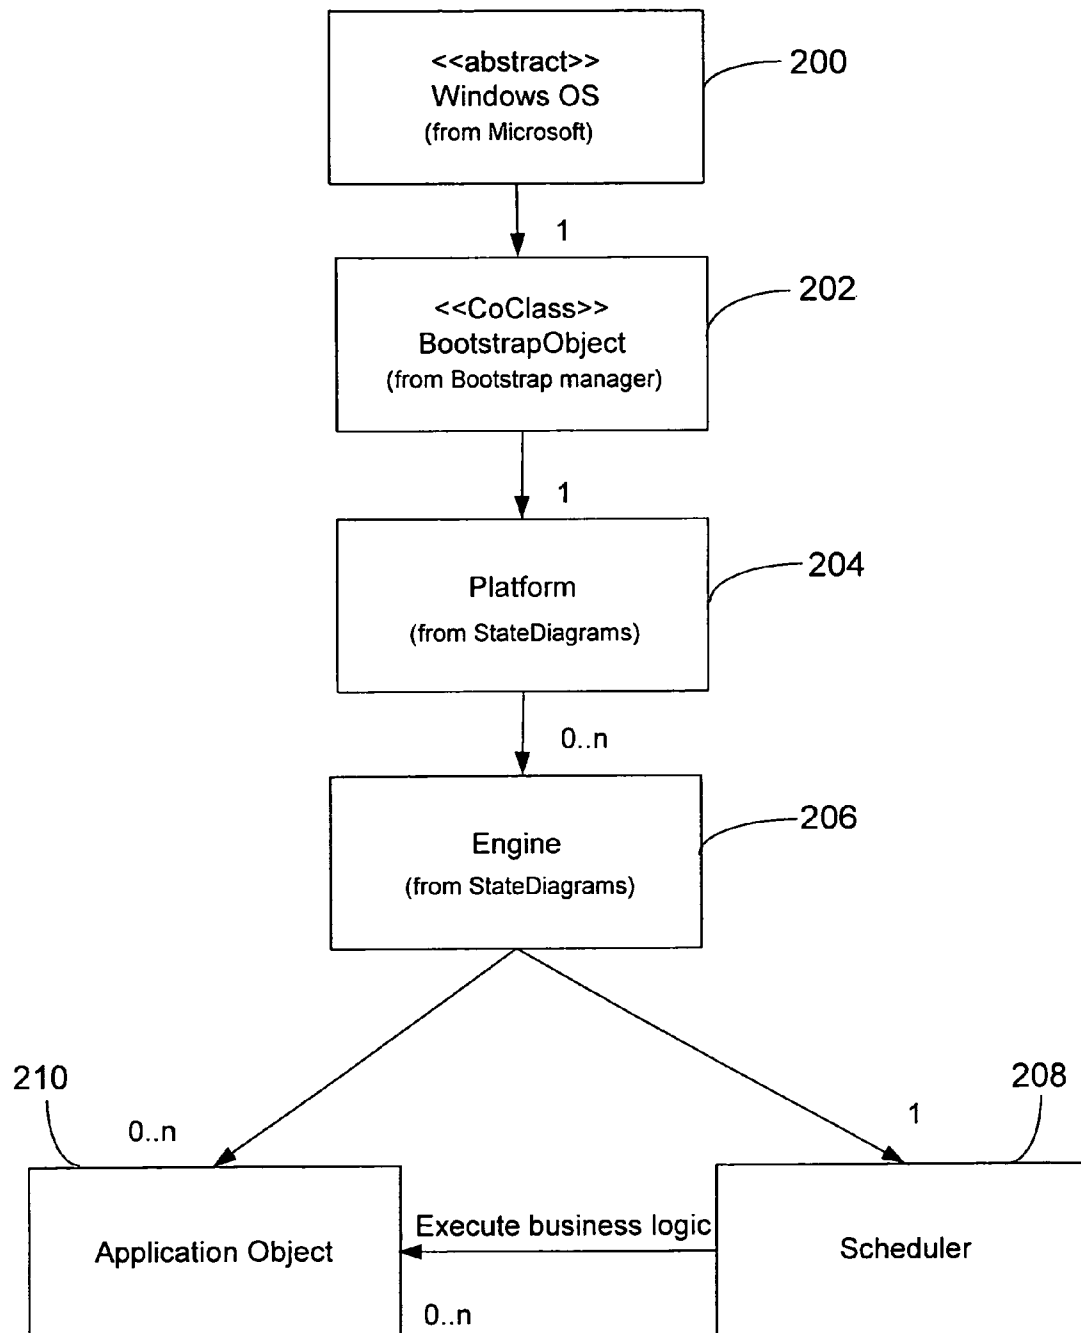 <<abstract>>
Windows OS
(from Microsoft)
200
1
<<CoClass>>
BootstrapObject
(from Bootstrap manager)
202
1
Platform
(from StateDiagrams)
204
0..n
Engine
(from StateDiagrams)
206
210
208
0..n
1
Application Object
Execute business logic
Scheduler
0..n